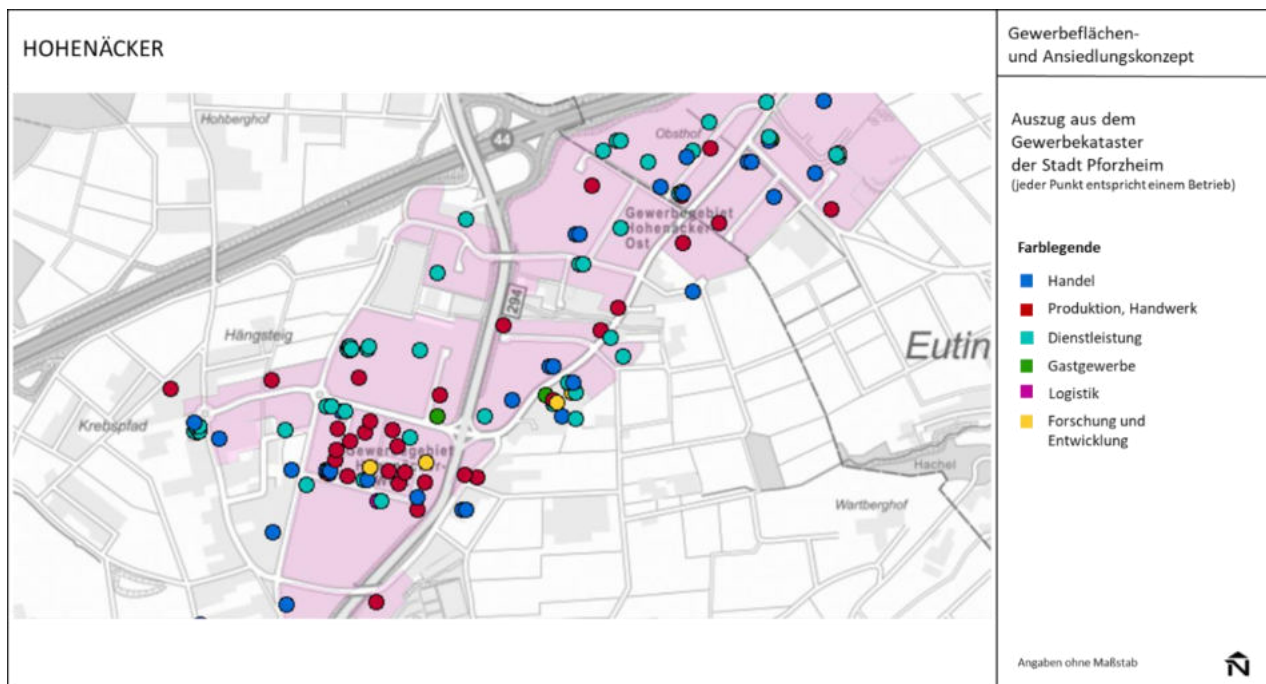 HOHENÄCKER
Gewerbeflächen-
und Ansiedlungskonzept
Auszug aus dem
Gewerbekataster
der Stadt Pforzheim
(jeder Punkt entspricht einem Betrieb)
Farblegende
Handel
Produktion, Handwerk
Dienstleistung
Gastgewerbe
Logistik
Forschung und
Entwicklung
Angaben ohne Maßstab
N
Hohberghof
44
Obsthof
Gewerbegebiet
Hohenäcker-
Ost
294
Hängsteig
Eutin
Krebspfad
Gewerbegebiet
Hachel
Wartberghof